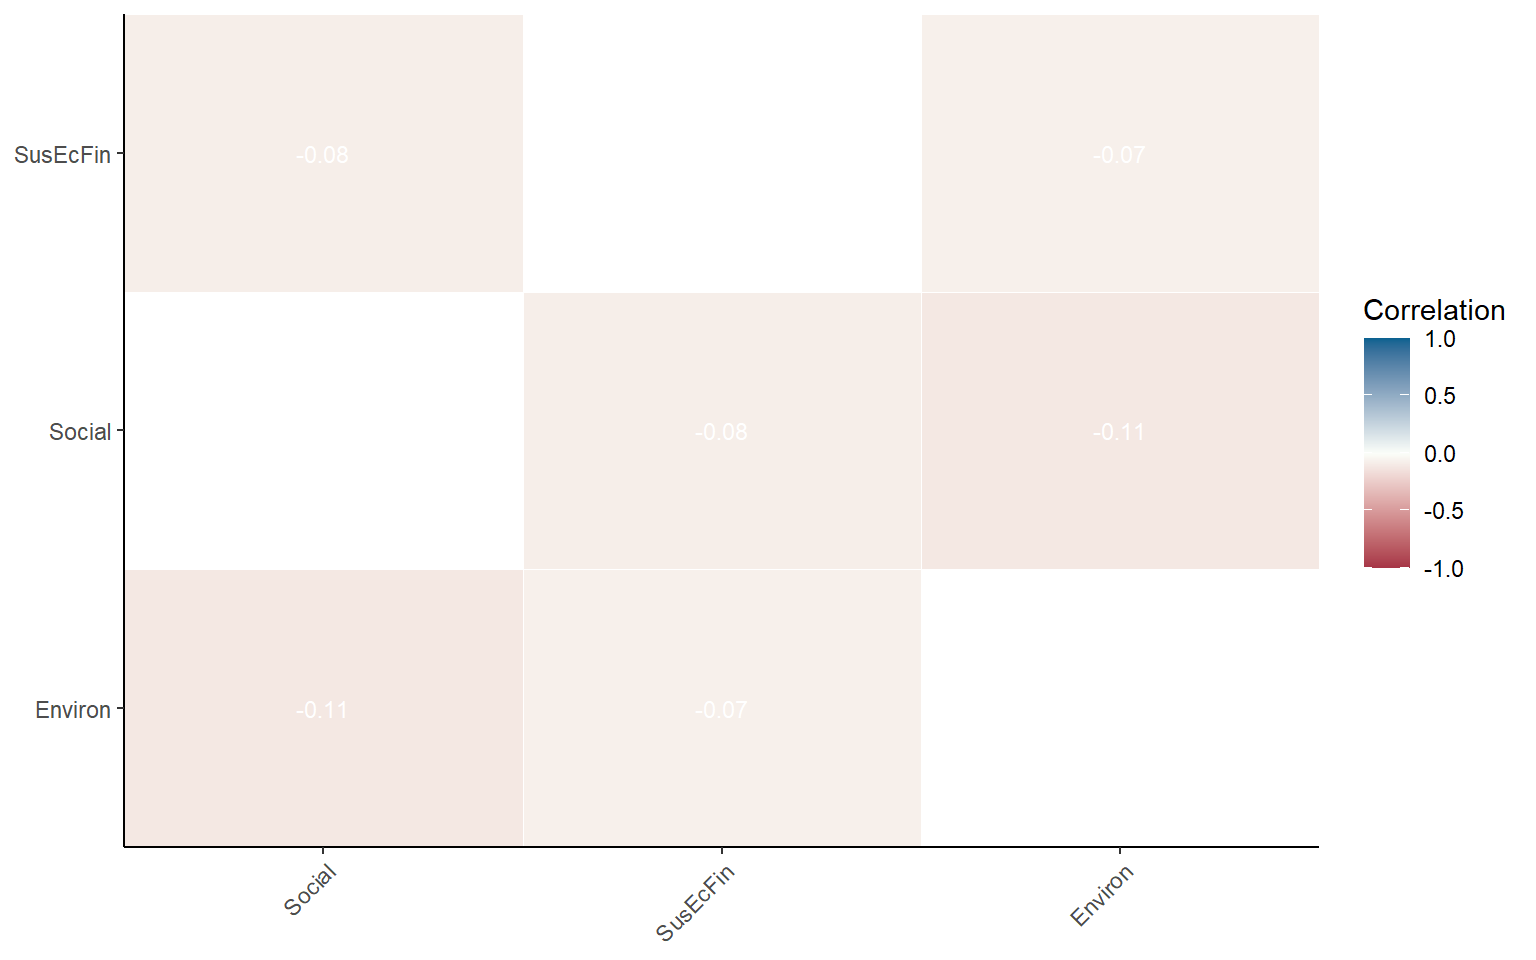 SusEcFin
-0.08
-0.07
Social
-0.08
-0.11
Environ
-0.11
-0.07
Social
SusEcFin
Environ
Correlation
1.0
0.5
0.0
-0.5
-1.0